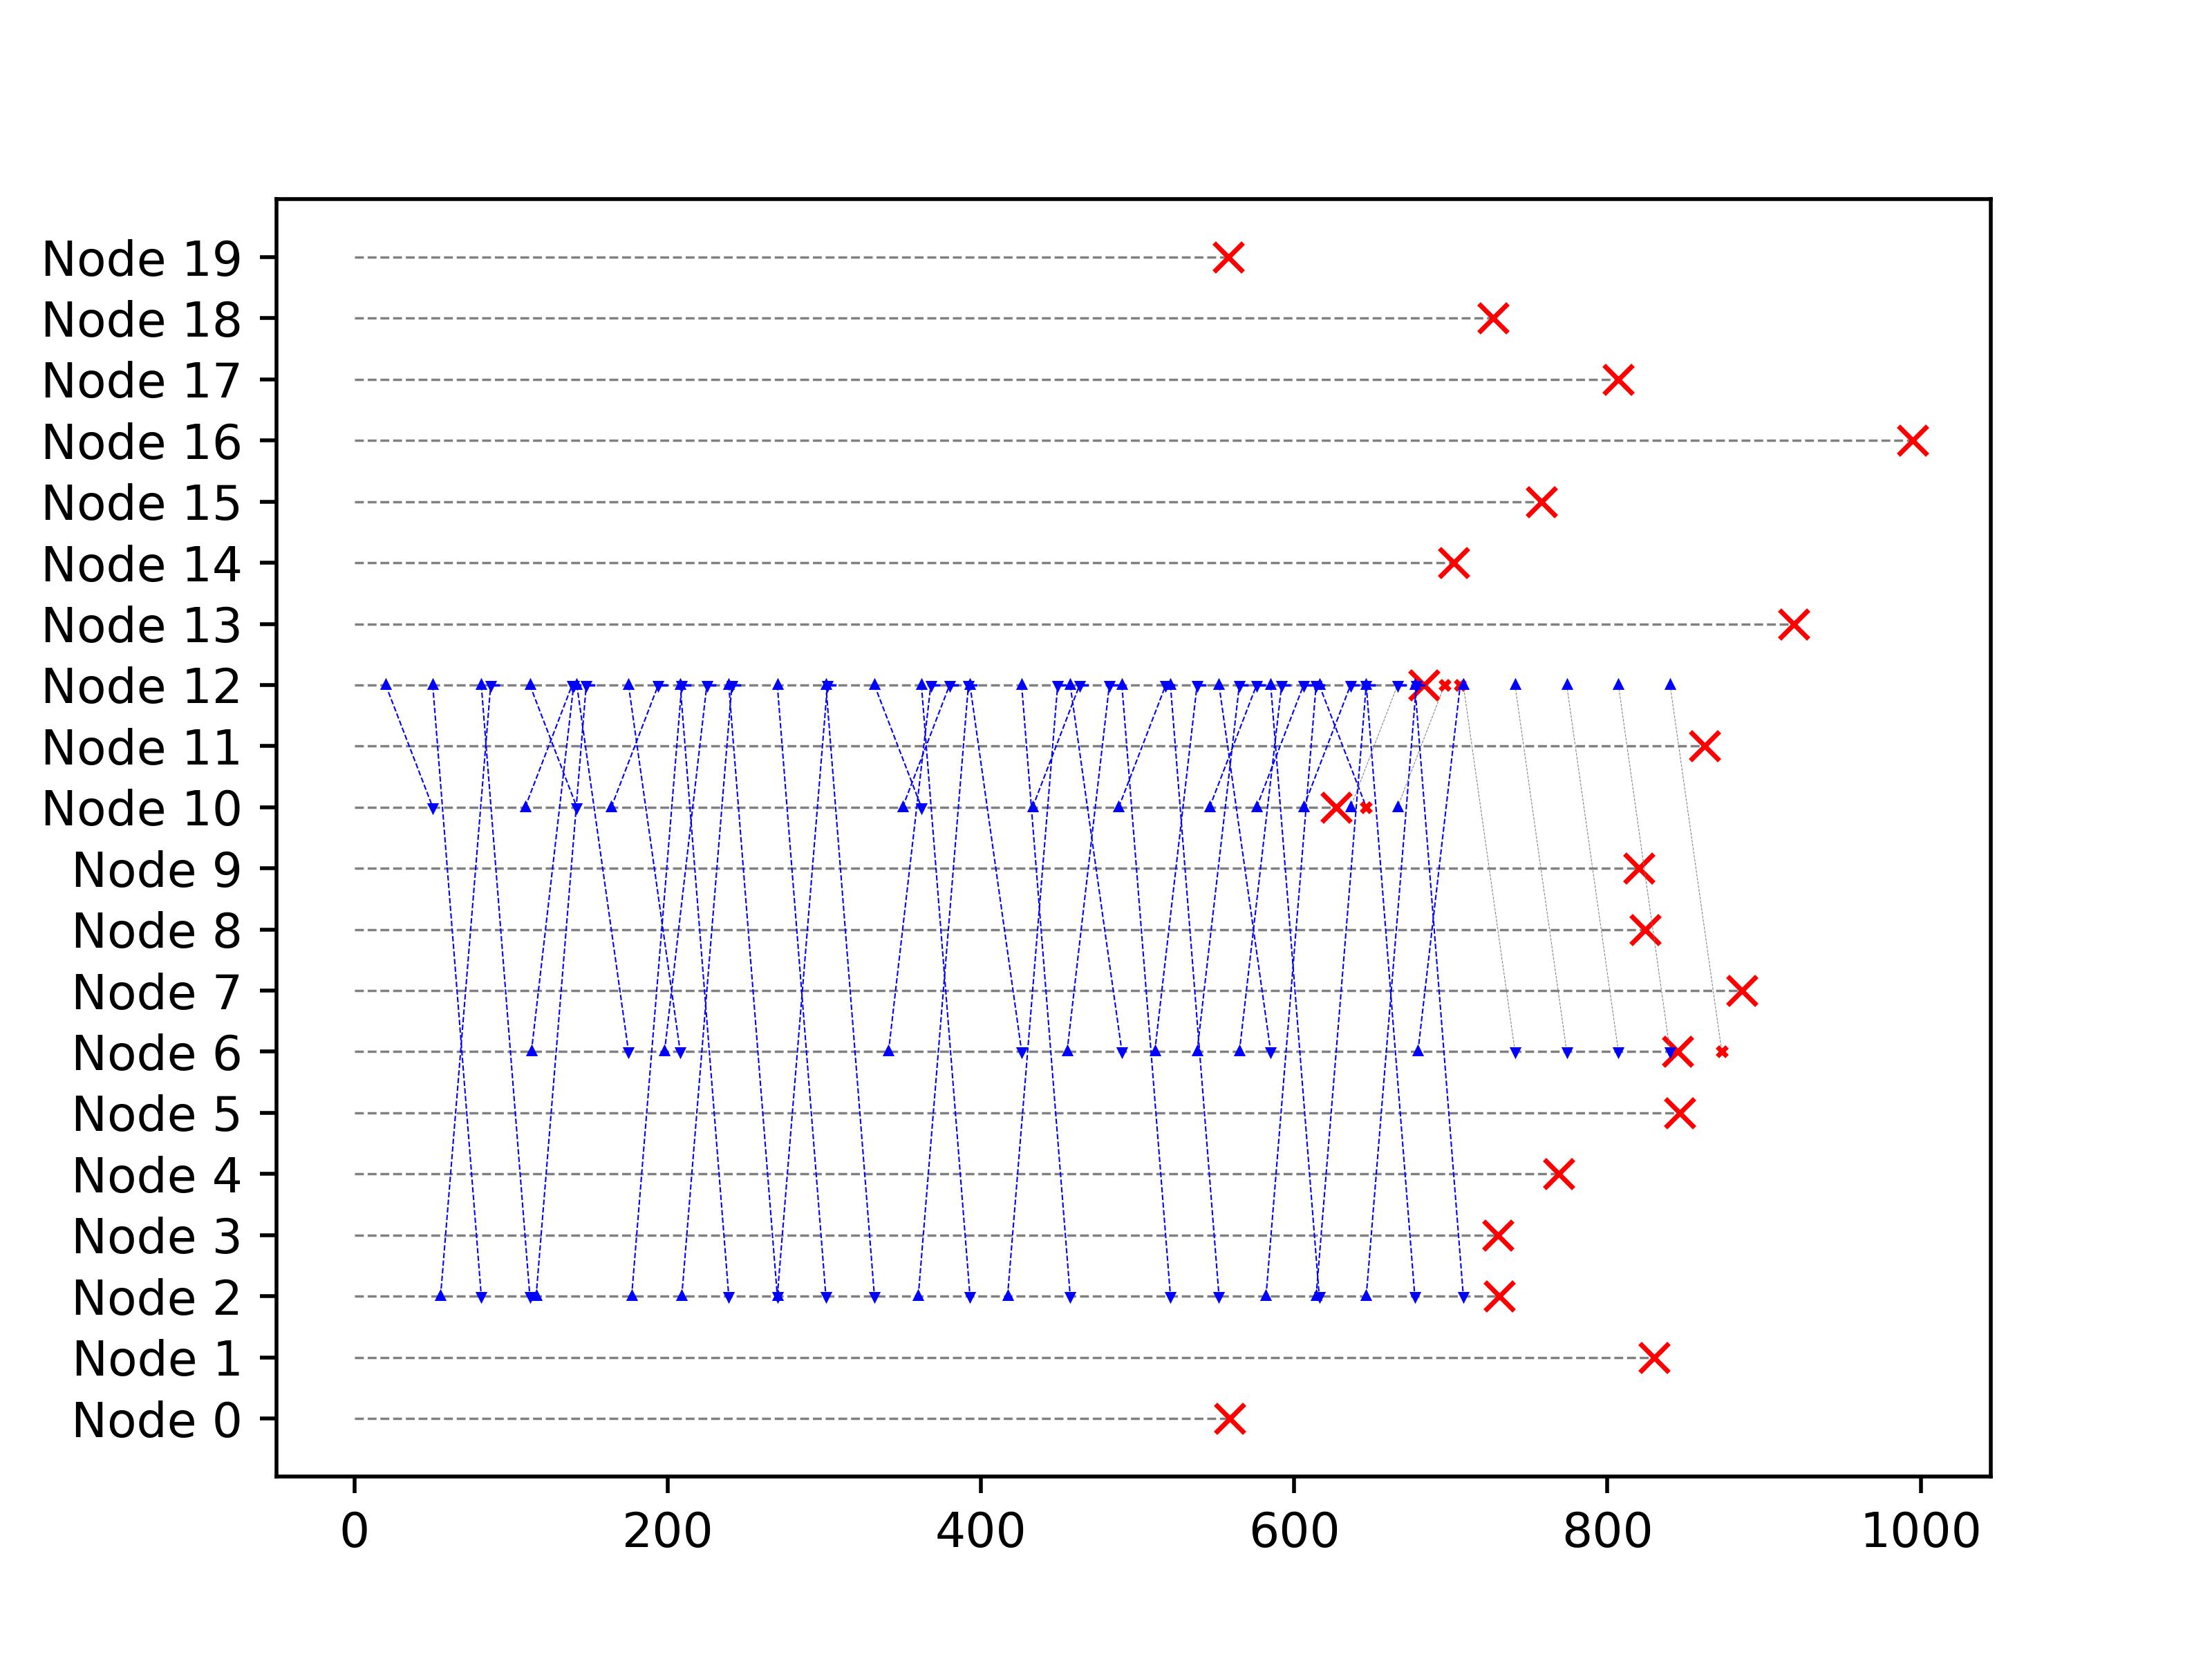 Node 19
Node 18
Node 17
Node 16
Node 15
Node 14
Node 13
Node 12
Node 11
Node 10
Node 9
Node 8
Node 7
Node 6
Node 5
Node 4
Node 3
Node 2
Node 1
Node 0
0 200 400 600 800 1000